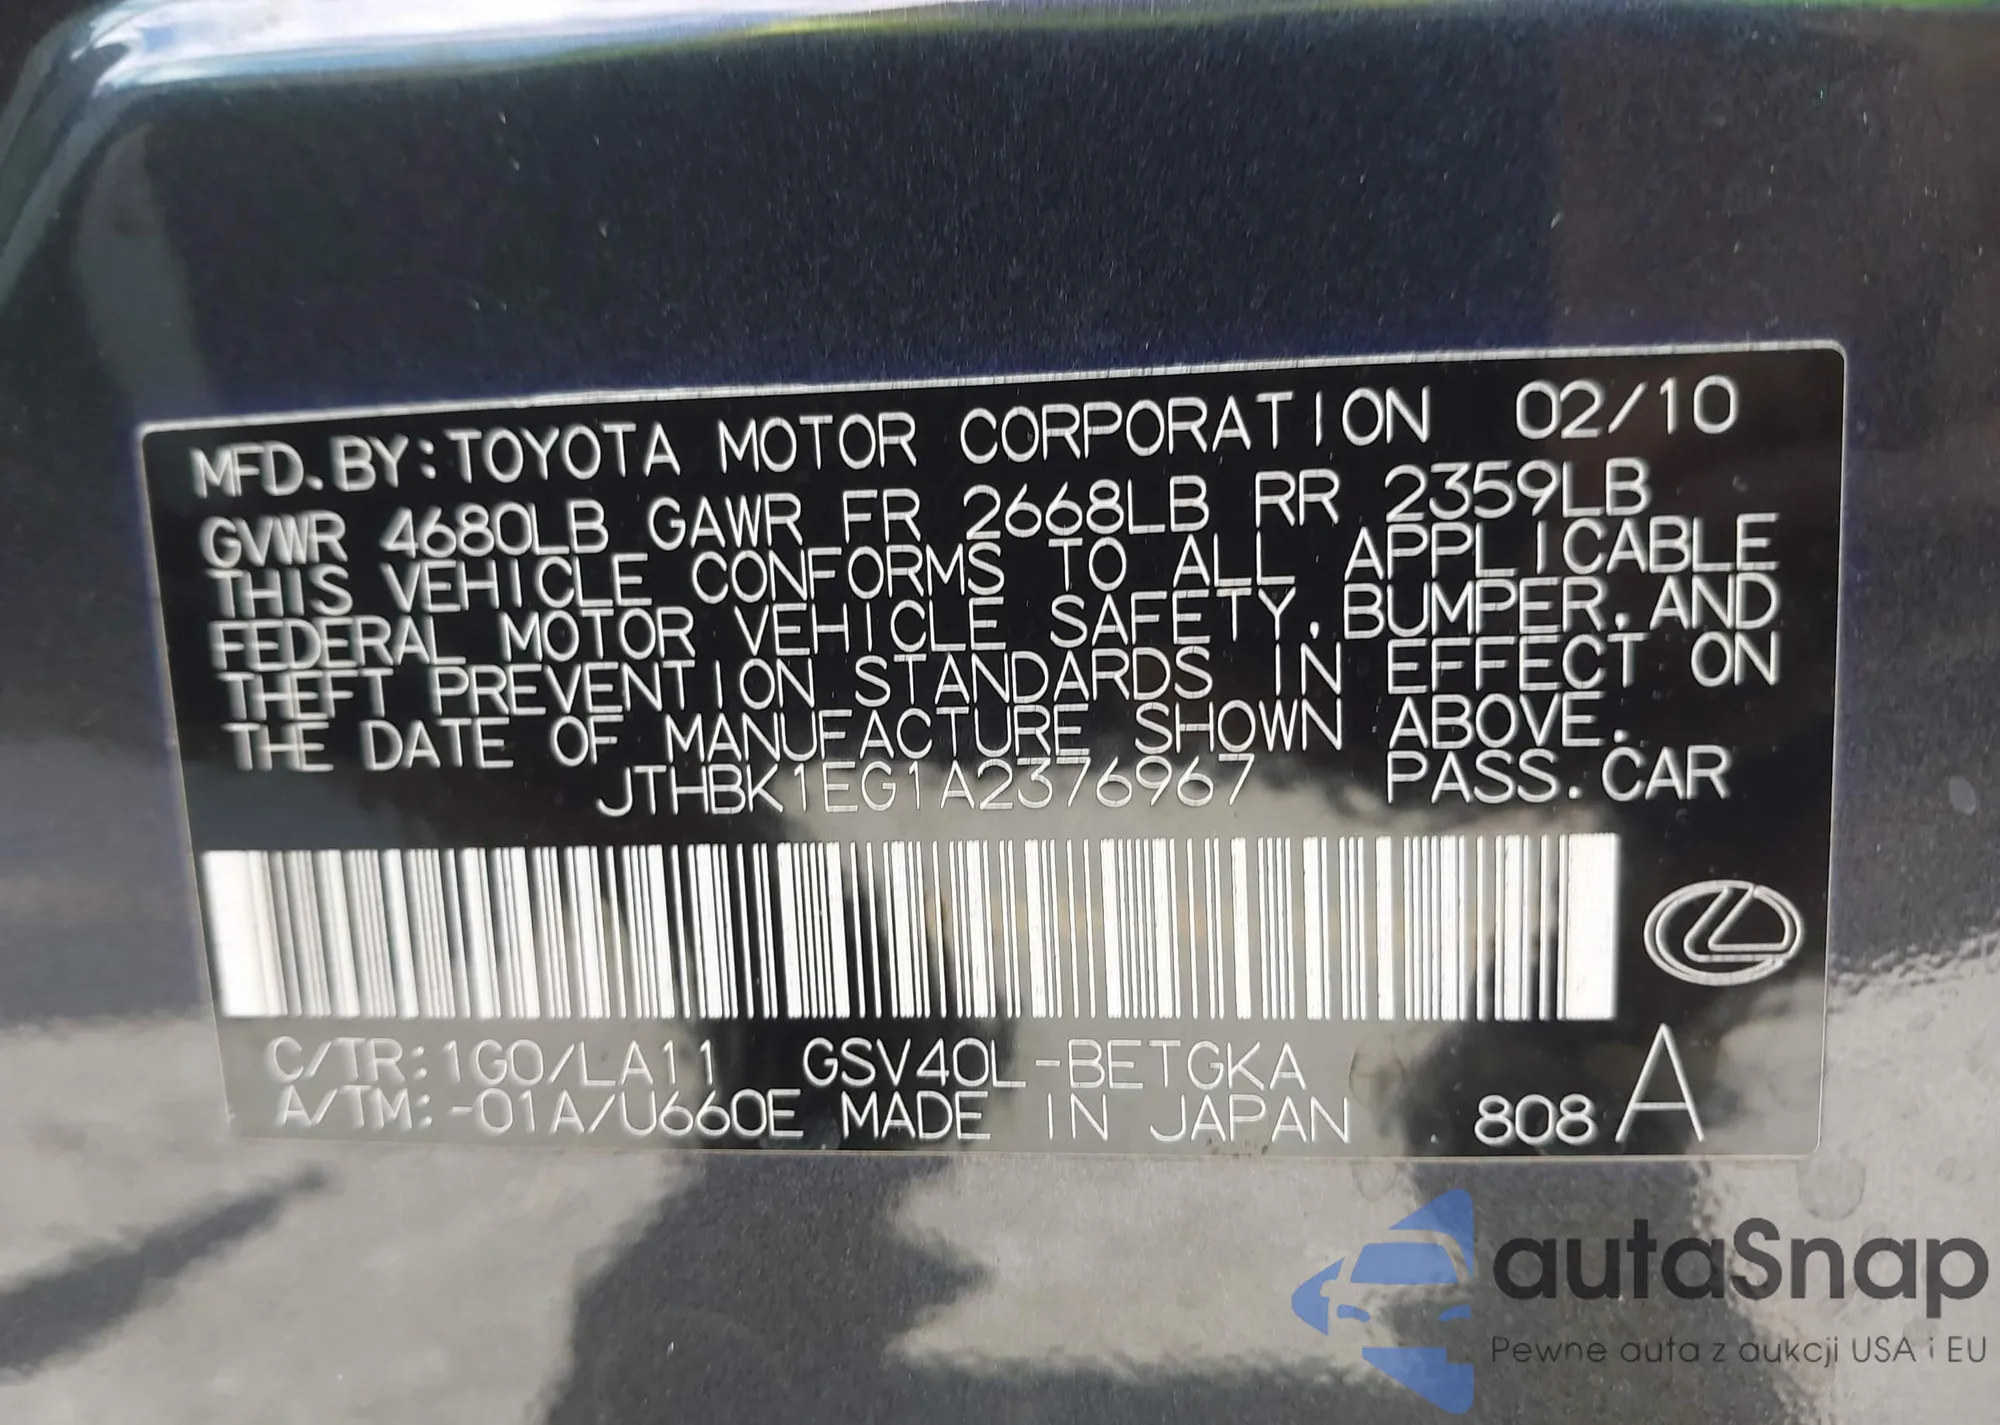 MFD. BY: TOYOTA MOTOR CORPORATION 02/10
GVWR 4680LB GAWR FR 2668LB RR 2359LB
THIS VEHICLE CONFORMS TO ALL APPLICABLE
FEDERAL MOTOR VEHICLE SAFETY, BUMPER, AND
THEFT PREVENTION STANDARDS IN EFFECT ON
THE DATE OF MANUFACTURE SHOWN ABOVE.
JTHBK1EG1A2376967 PASS. CAR
C/TR: 1G0/LA11 GSV40L-BETGKA
A/TM: -01A/U660E MADE IN JAPAN 808 A
autaSnap
Pewne auta z aukcji USA i EU